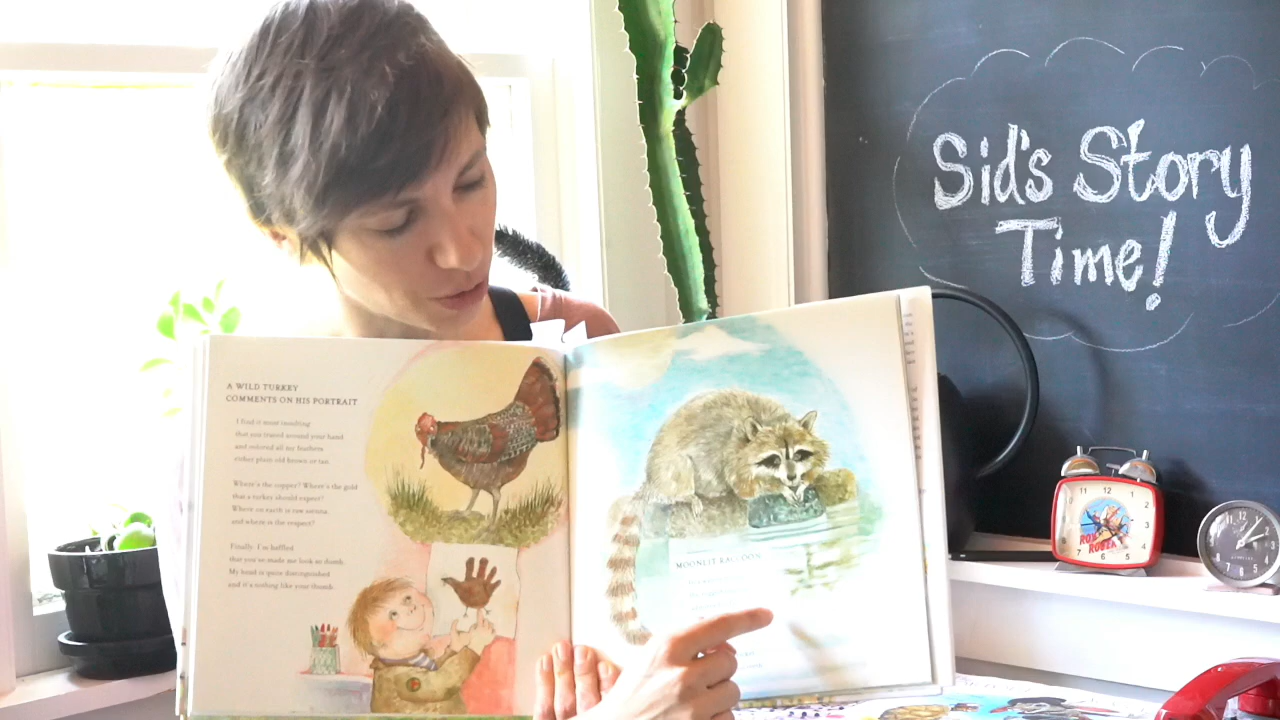 Sid's Story
Time!
A WILD TURKEY
COMMENTS ON HIS PORTRAIT
I find it most insulting
that you traced around your hand
and colored all my feathers
either plain old brown or tan.
Where's the copper? Where's the gold
that a turkey should expect?
Where on earth is raw sienna,
and where is the respect?
Finally: I'm baffled
that you've made me look so dumb.
My head is quite distinguished
and it's nothing like your thumb.
MOONLIT RACCOON
ROY
ROGERS